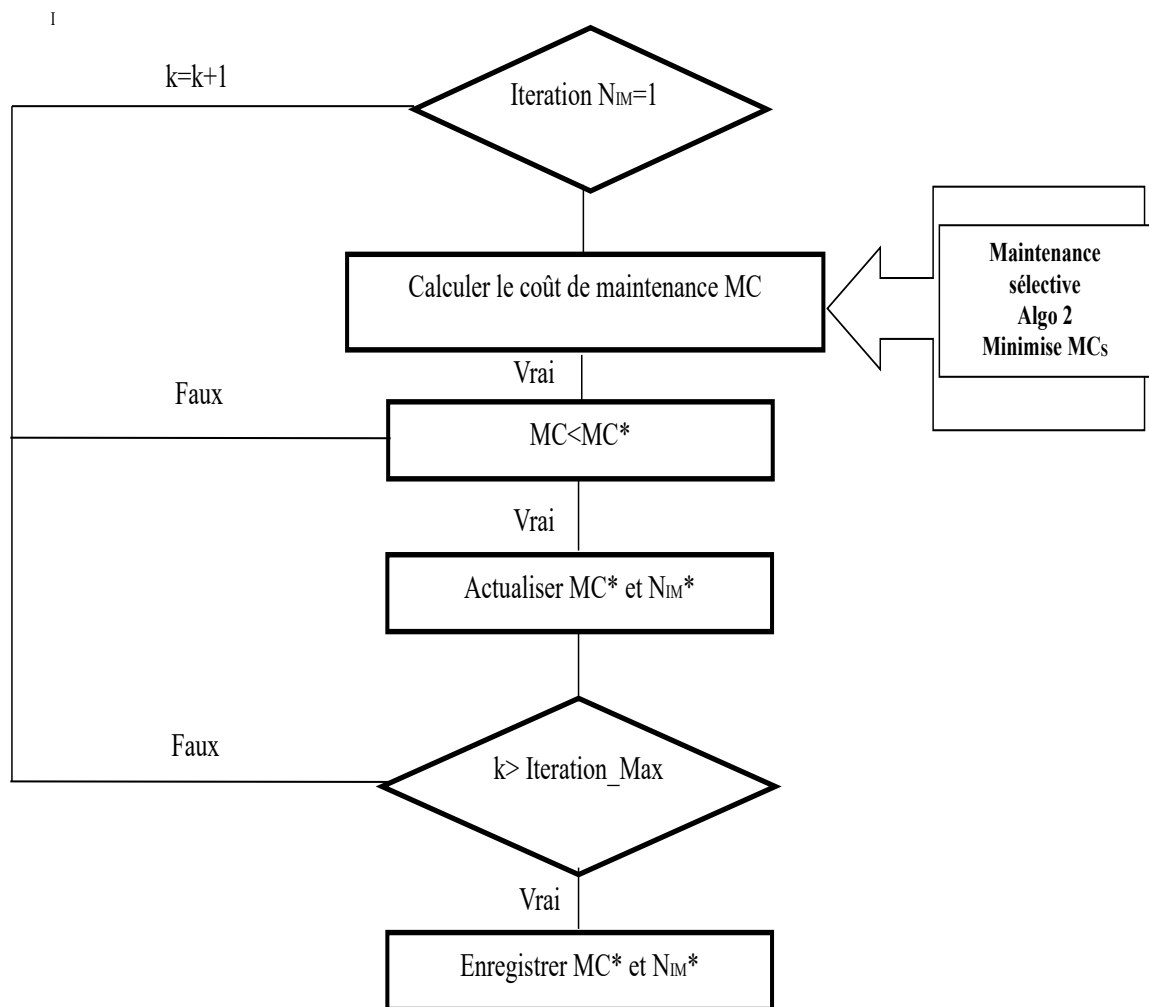 I
k=k+1
Iteration NIM=1
Calculer le coût de maintenance MC
Maintenance
sélective
Algo 2
Minimise MCs
Vrai
Faux
MC<MC*
Vrai
Actualiser MC* et NIM*
Faux
k> Iteration_Max
Vrai
Enregistrer MC* et NIM*